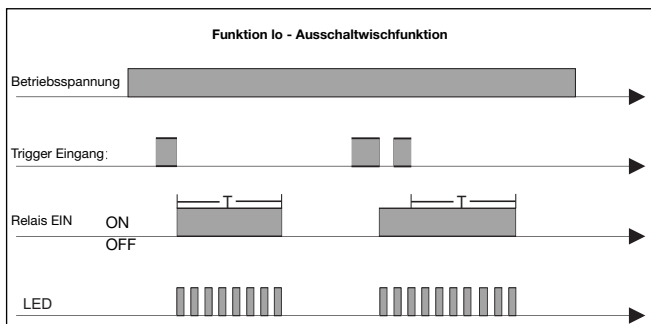 Funktion Io - Ausschaltwischfunktion
Betriebsspannung
Trigger Eingang:
T
T
Relais EIN ON
OFF
LED